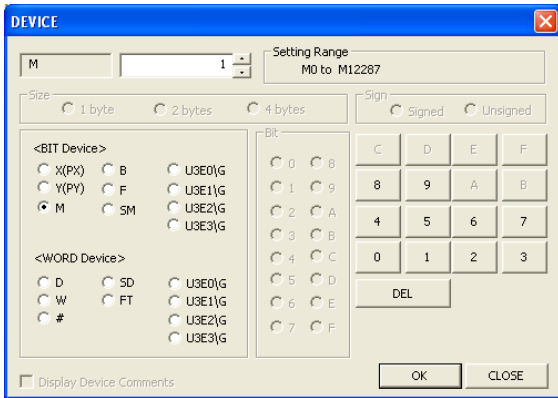 DEVICE
M 1
Setting Range
M0 to M12287
Size
1 byte 2 bytes 4 bytes
Sign
Signed Unsigned
<BIT Device>
X(PX) B U3E0\G
Y(PY) F U3E1\G
M SM U3E2\G
U3E3\G
<WORD Device>
D SD U3E0\G
W FT U3E1\G
# U3E2\G
U3E3\G
Bit
0 8
1 9
2 A
3 B
4 C
5 D
6 E
7 F
C D E F
8 9 A B
4 5 6 7
0 1 2 3
DEL
Display Device Comments
OK CLOSE